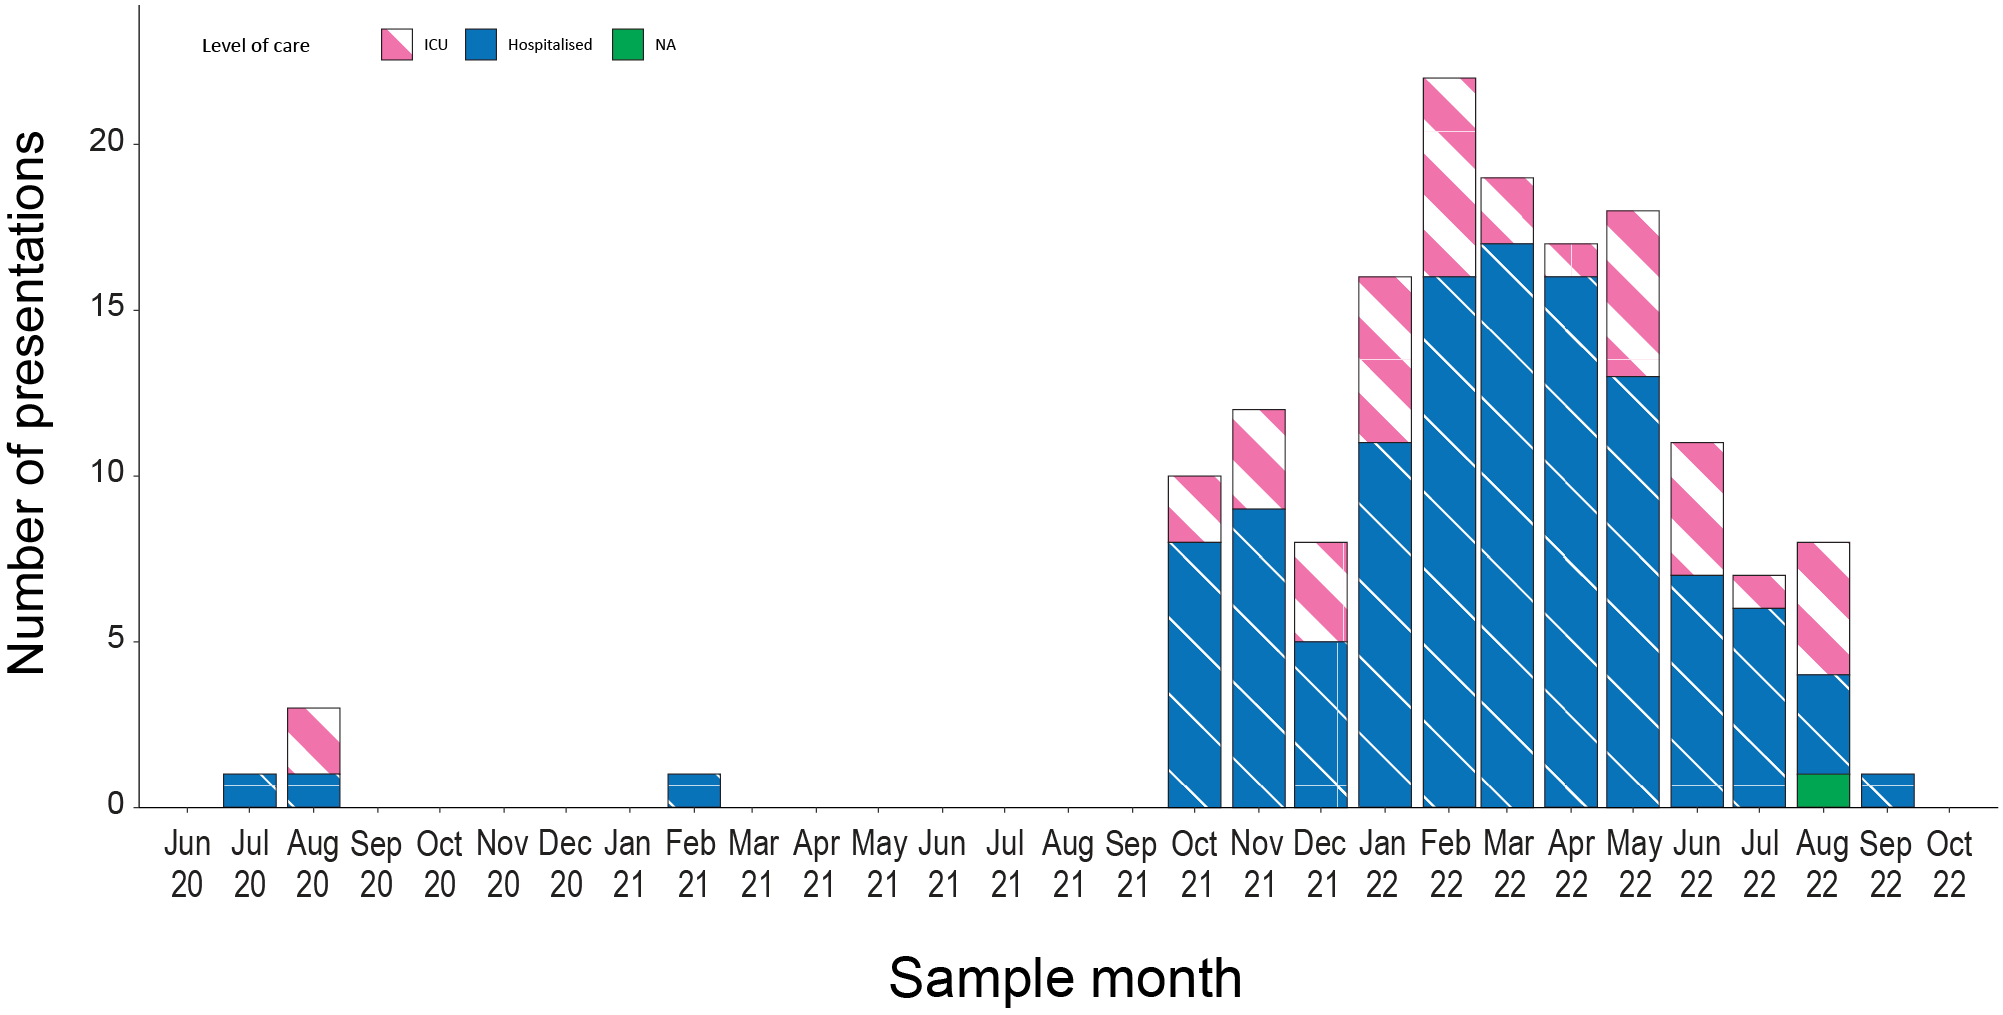 Level of care ICU Hospitalised NA
Number of presentations
20
15
10
5
0
Jun Jul Aug Sep Oct Nov Dec Jan Feb Mar Apr May Jun Jul Aug Sep Oct Nov Dec Jan Feb Mar Apr May Jun Jul Aug Sep Oct
20 20 20 20 20 20 20 21 21 21 21 21 21 21 21 21 21 21 21 22 22 22 22 22 22 22 22 22 22
Sample month